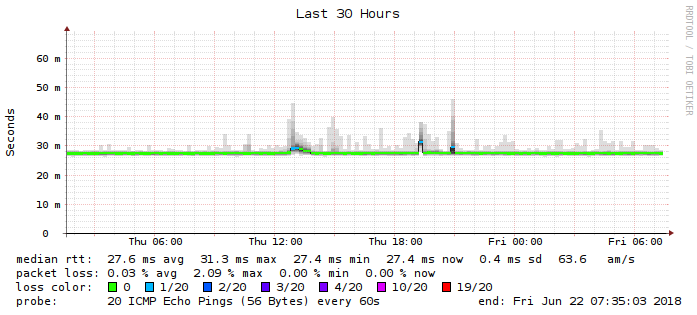 Last 30 Hours
RRDTOOL / TOBI OETIKER
Seconds
60 m
50 m
40 m
30 m
20 m
10 m
0
Thu 06:00 Thu 12:00 Thu 18:00 Fri 00:00 Fri 06:00
median rtt: 27.6 ms avg 31.3 ms max 27.4 ms min 27.4 ms now 0.4 ms sd 63.6 am/s
packet loss: 0.03 % avg 2.09 % max 0.00 % min 0.00 % now
loss color: 0 1/20 2/20 3/20 4/20 10/20 19/20
probe: 20 ICMP Echo Pings (56 Bytes) every 60s end: Fri Jun 22 07:35:03 2018